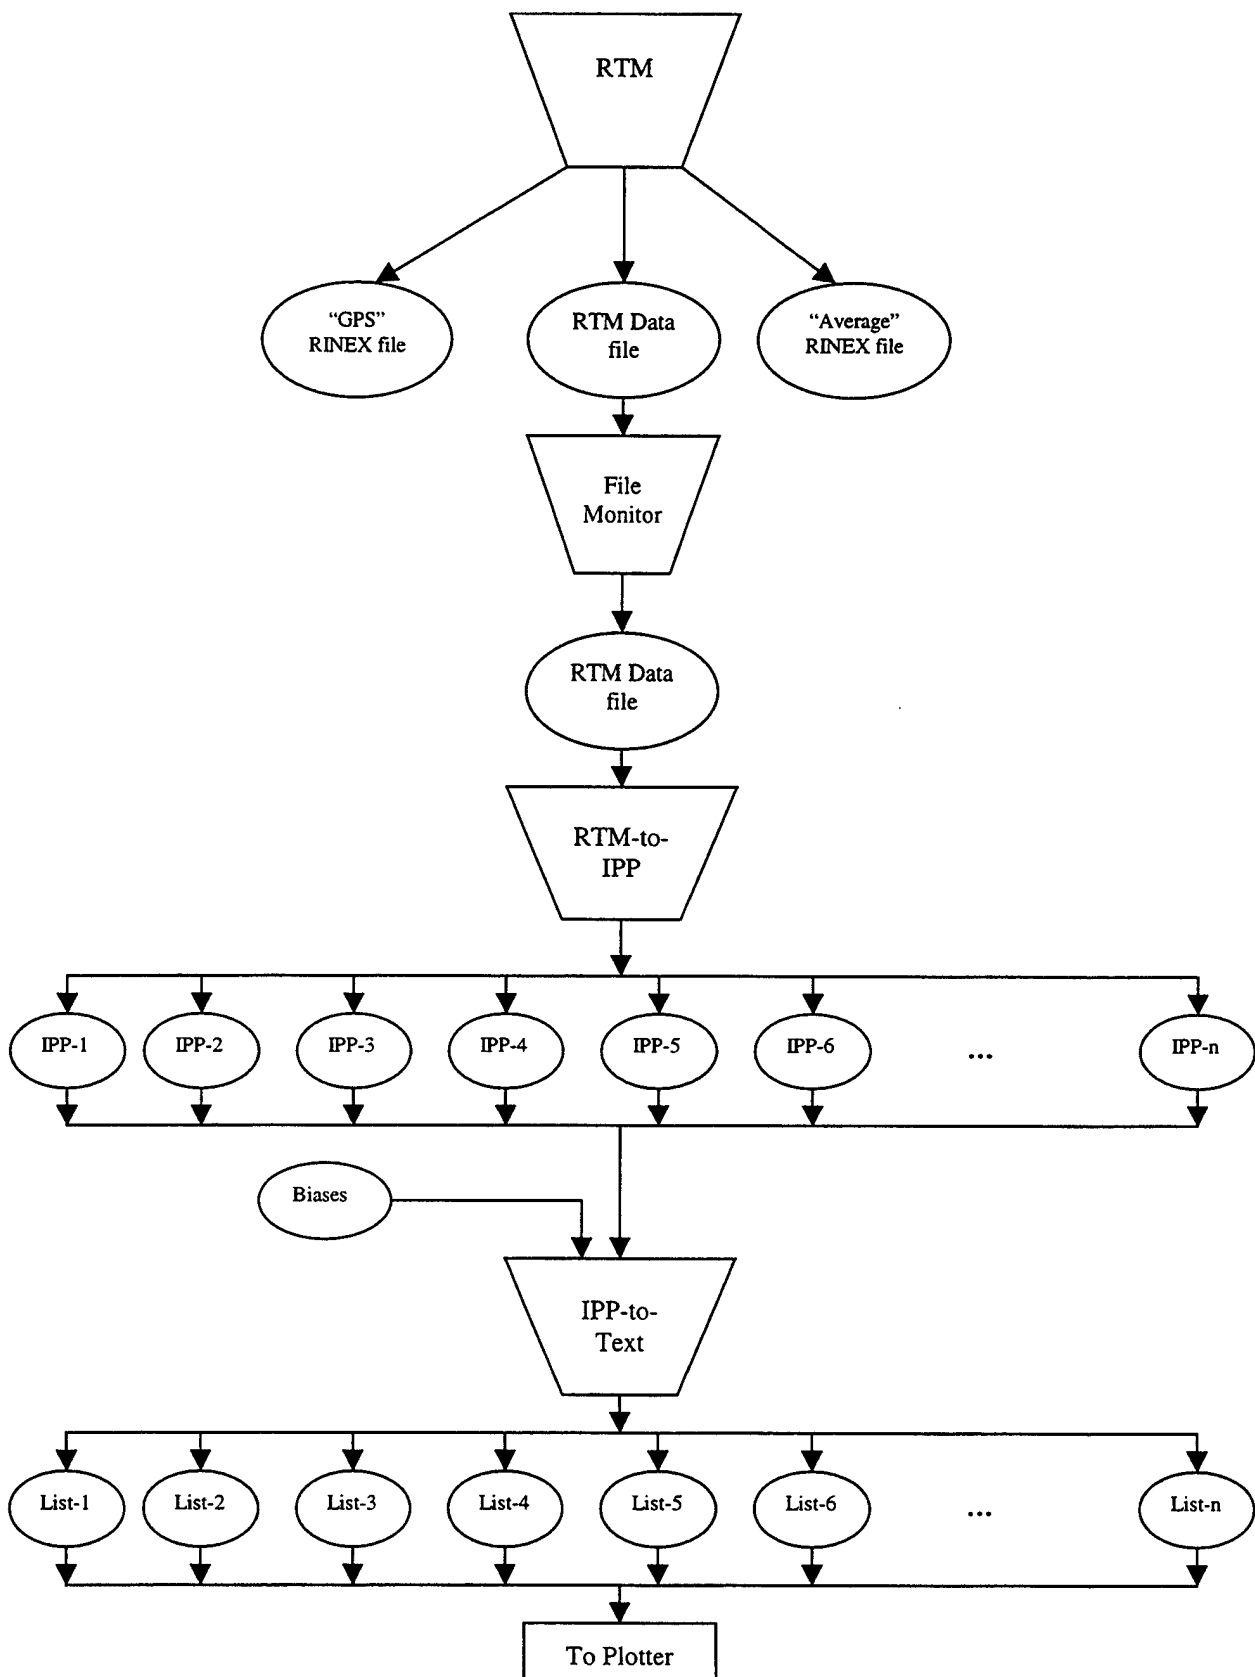 RTM
“GPS”
RINEX file
RTM Data
file
“Average”
RINEX file
File
Monitor
RTM Data
file
RTM-to-
IPP
IPP-1 IPP-2 IPP-3 IPP-4 IPP-5 IPP-6 ... IPP-n
Biases
IPP-to-
Text
List-1 List-2 List-3 List-4 List-5 List-6 ... List-n
To Plotter